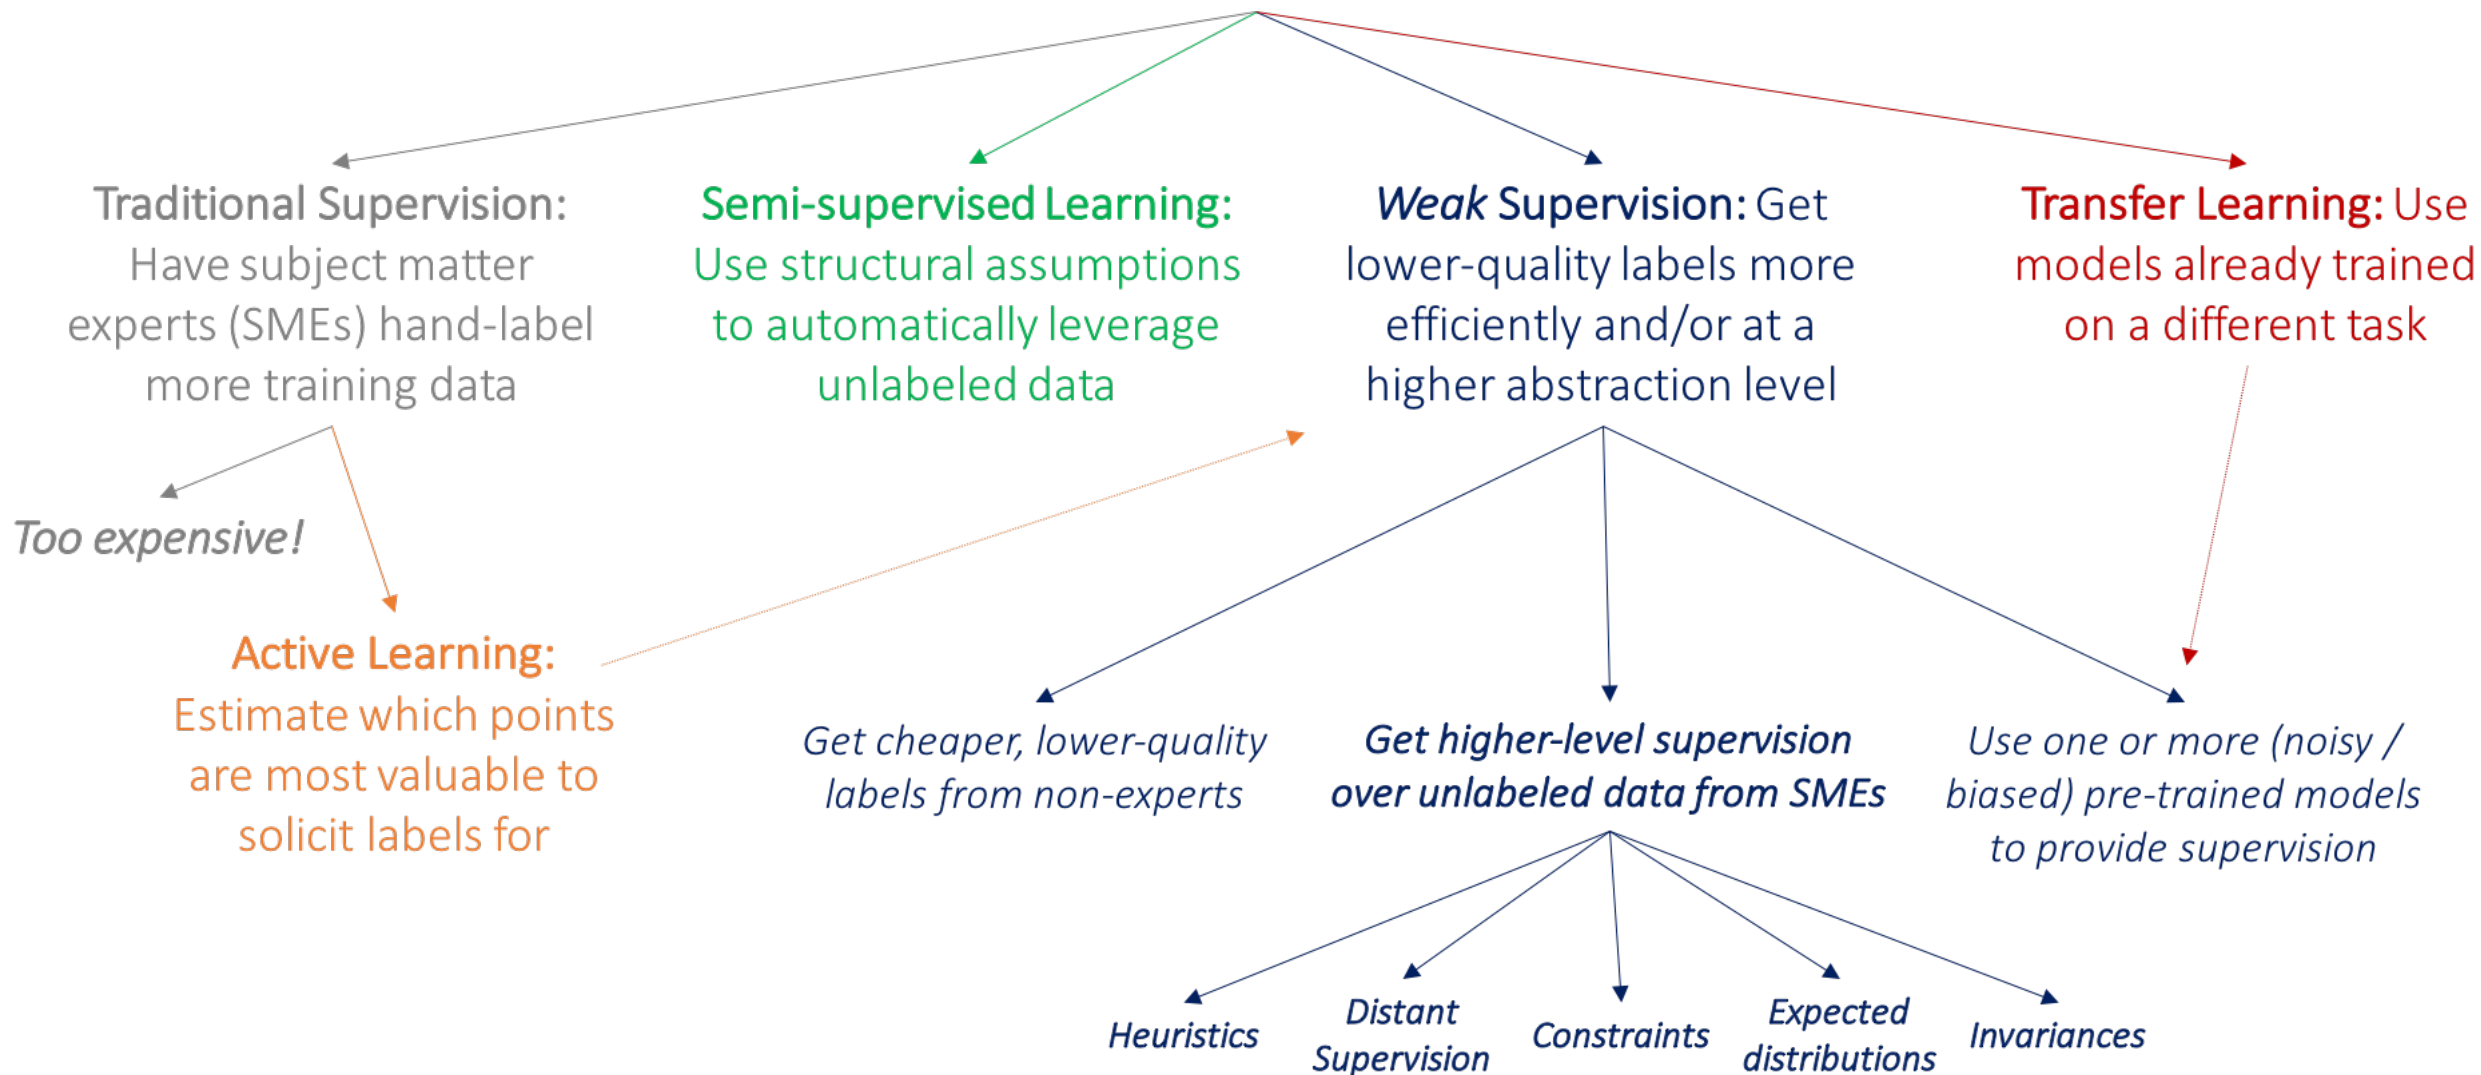 Traditional Supervision:
Have subject matter
experts (SMEs) hand-label
more training data
Semi-supervised Learning:
Use structural assumptions
to automatically leverage
unlabeled data
Weak Supervision: Get
lower-quality labels more
efficiently and/or at a
higher abstraction level
Transfer Learning: Use
models already trained
on a different task
Too expensive!
Active Learning:
Estimate which points
are most valuable to
solicit labels for
Get cheaper, lower-quality
labels from non-experts
Get higher-level supervision
over unlabeled data from SMEs
Use one or more (noisy /
biased) pre-trained models
to provide supervision
Heuristics
Distant
Supervision
Constraints
Expected
distributions
Invariances